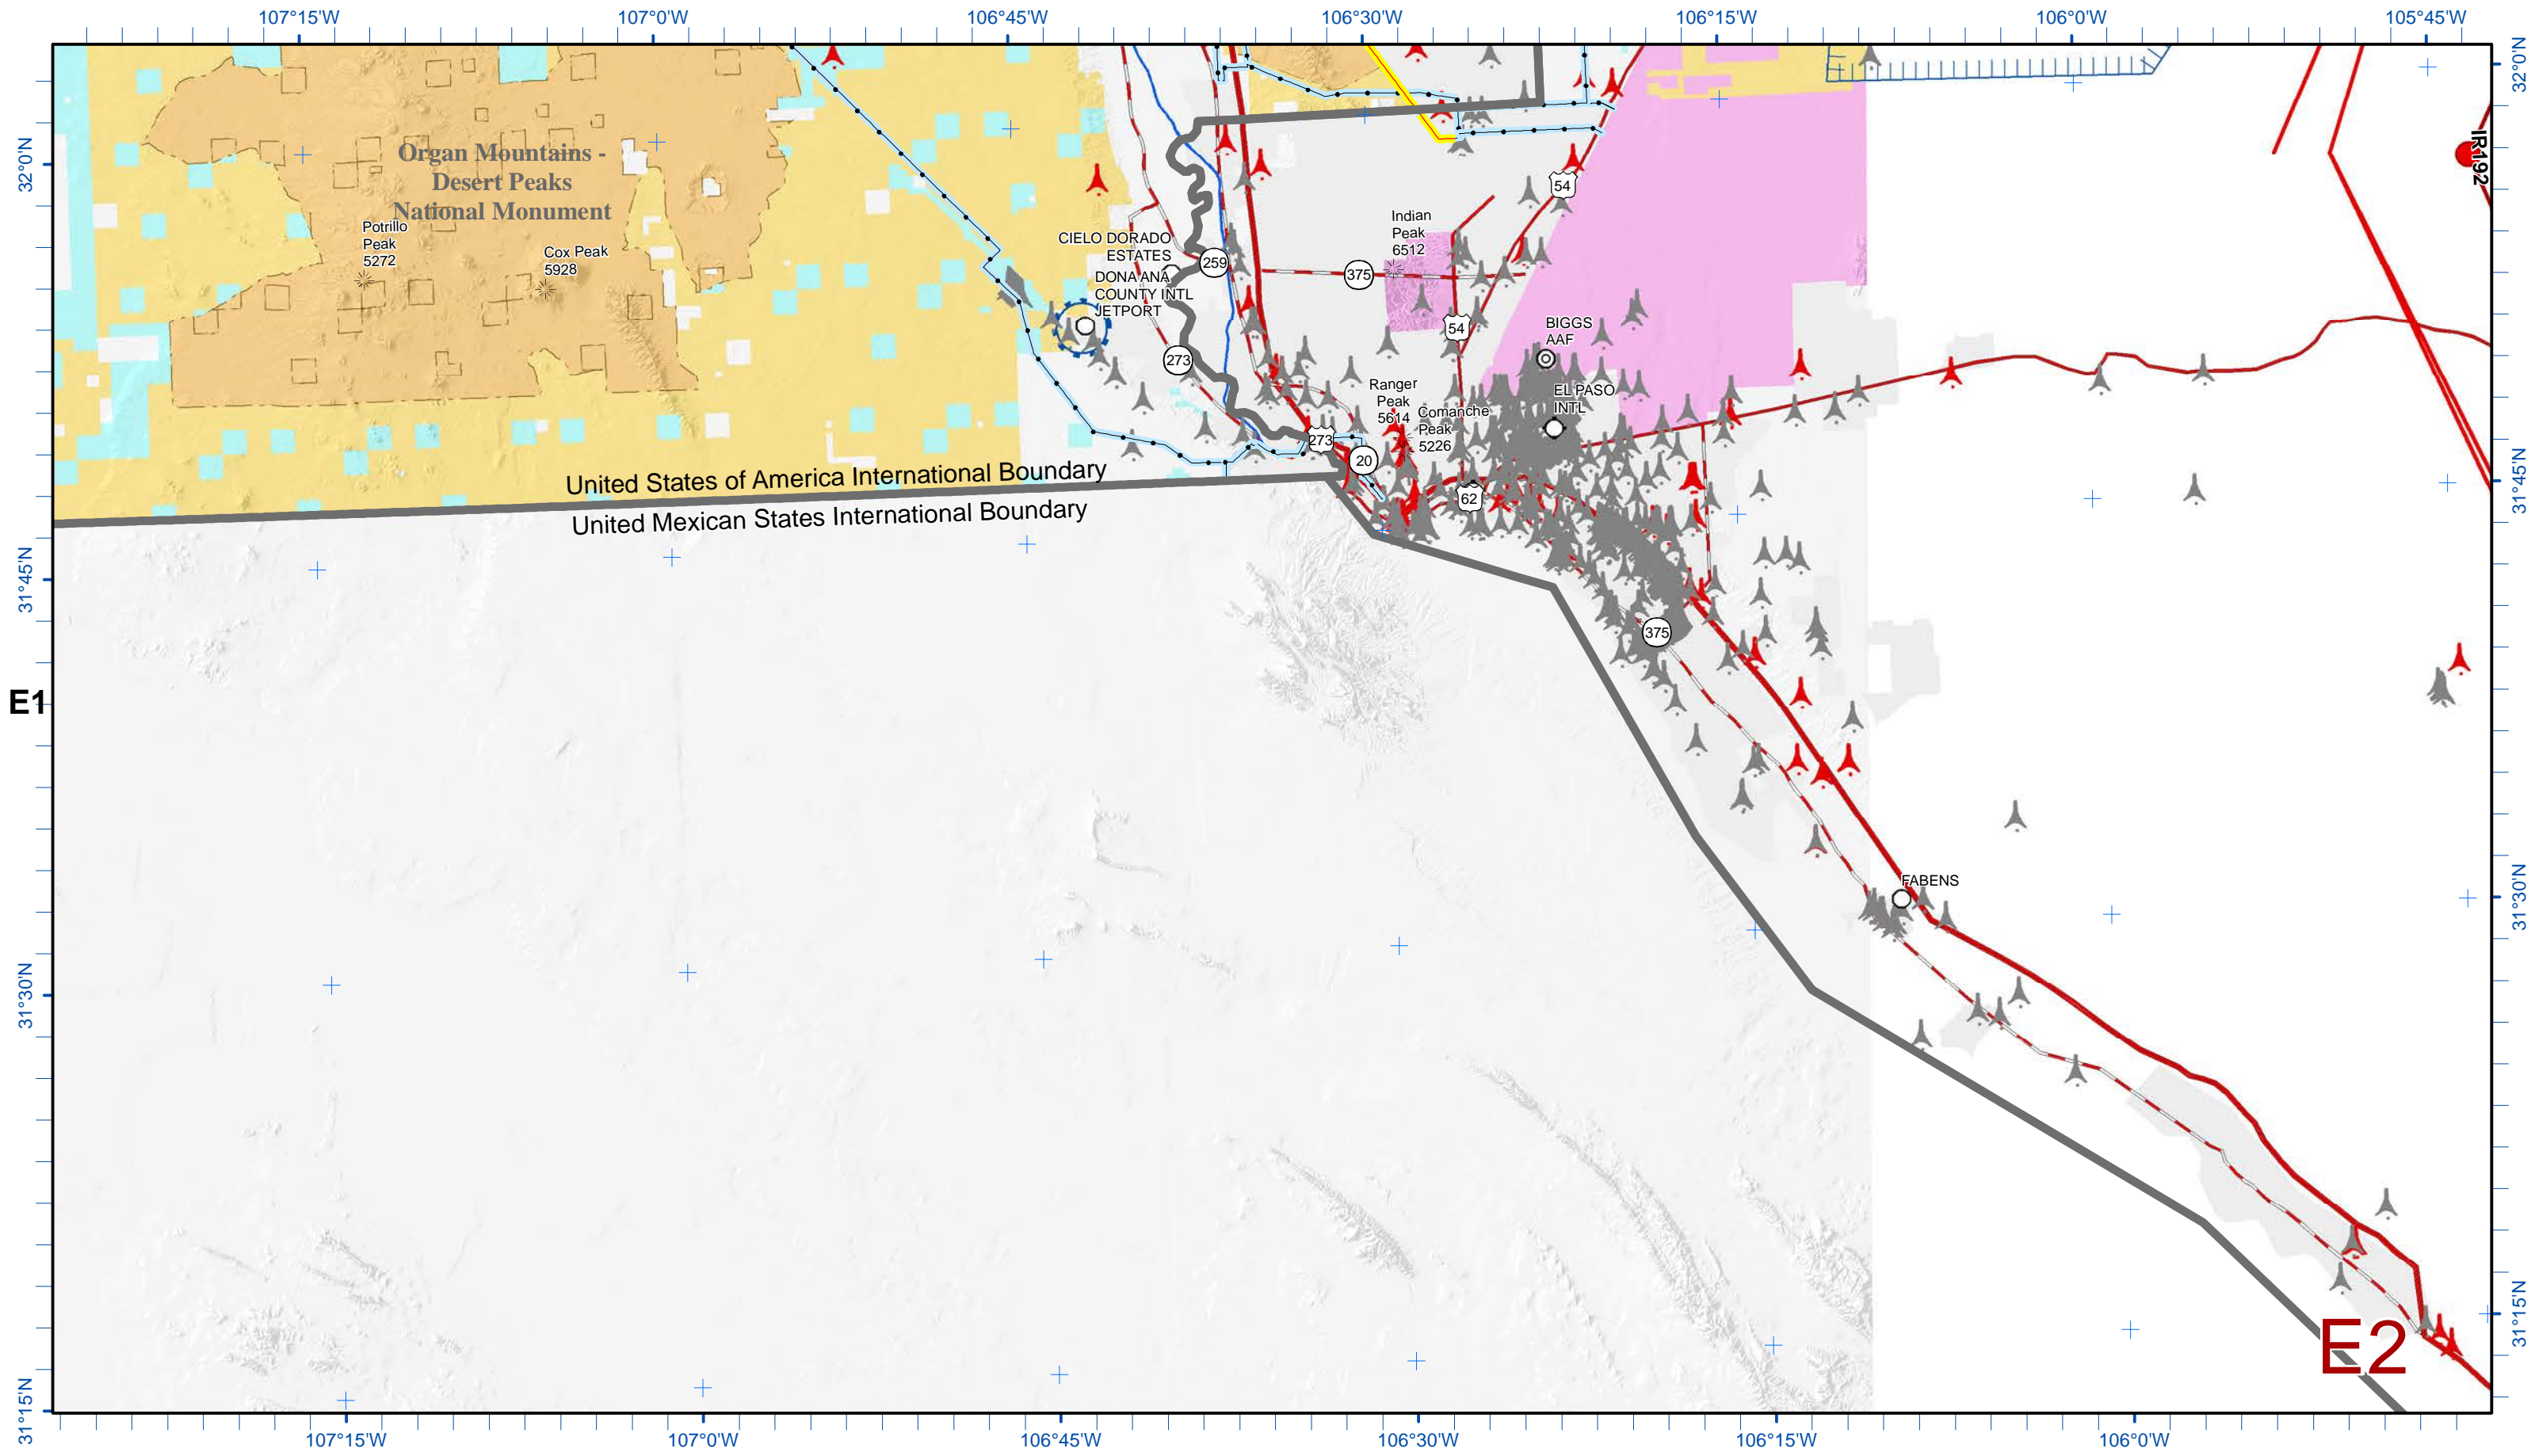 107°15'W
107°0'W
106°45'W
106°30'W
106°15'W
106°0'W
105°45'W
32°0'N
32°0'N
IR192
Organ Mountains -
Desert Peaks
National Monument
Potrillo
Peak
5272
Cox Peak
5928
CIELO DORADO
ESTATES
DONA ANA
COUNTY INTL
JETPORT
259
375
54
Indian
Peak
6512
54
273
BIGGS
AAF
EL PASO
INTL
Ranger
Peak
5614
Comanche
Peak
5226
273
20
62
United States of America International Boundary
United Mexican States International Boundary
31°45'N
31°45'N
375
E1
FABENS
31°30'N
31°30'N
31°15'N
31°15'N
E2
107°15'W
107°0'W
106°45'W
106°30'W
106°15'W
106°0'W